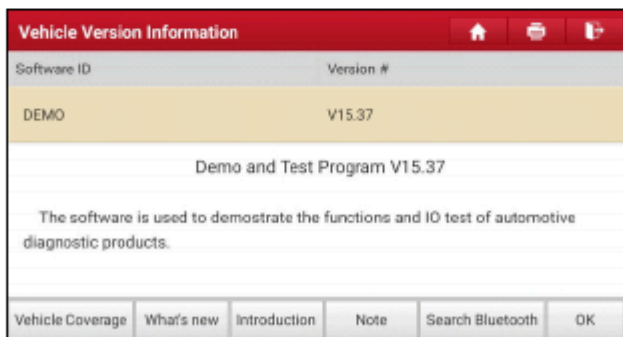 Vehicle Version Information
Software ID Version #
DEMO V15.37
Demo and Test Program V15.37
The software is used to demostrate the functions and IO test of automotive
diagnostic products.
Vehicle Coverage What's new Introduction Note Search Bluetooth OK